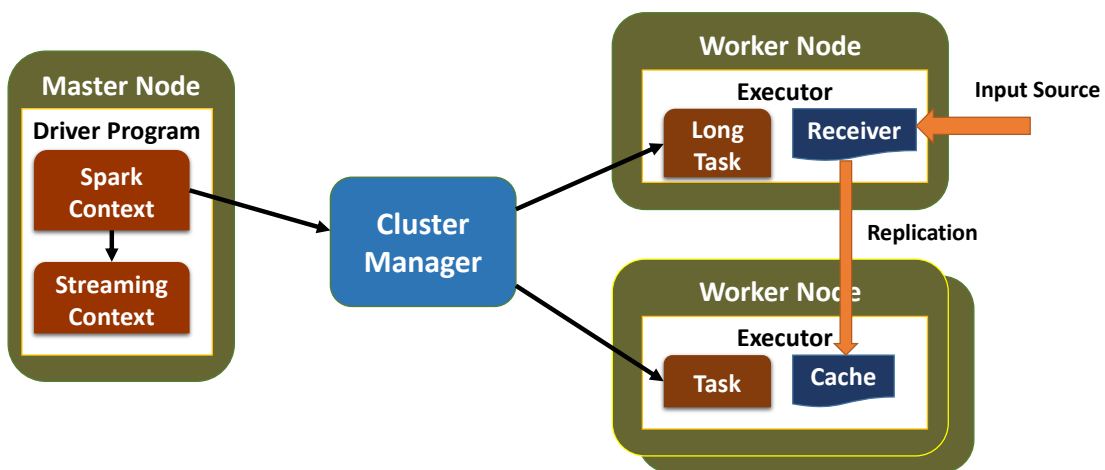 Master Node
Driver Program
Spark
Context
Streaming
Context
Cluster
Manager
Worker Node
Executor
Long
Task
Receiver
Input Source
Replication
Worker Node
Executor
Task
Cache